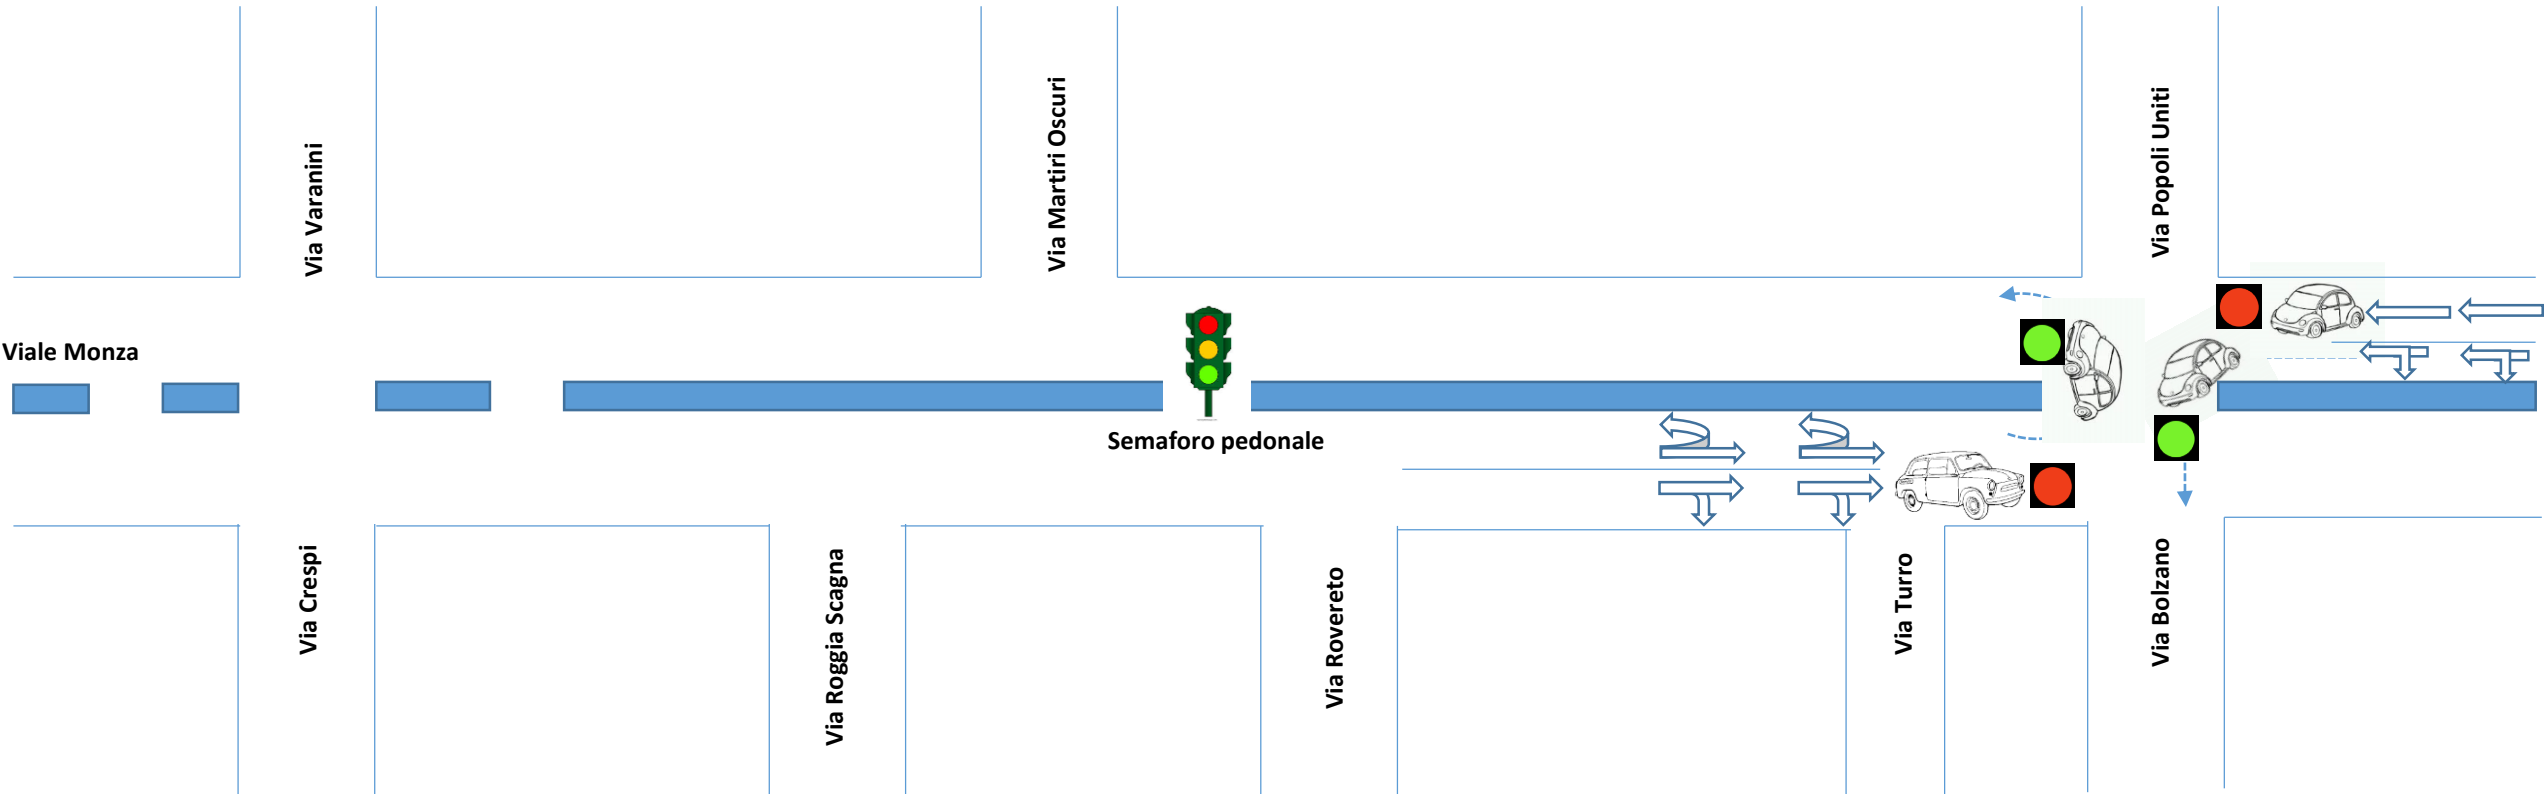 Via Varanini
Via Martiri Oscuri
Via Popoli Uniti
Viale Monza
Semaforo pedonale
Via Crespi
Via Roggia Scagna
Via Rovereto
Via Turro
Via Bolzano